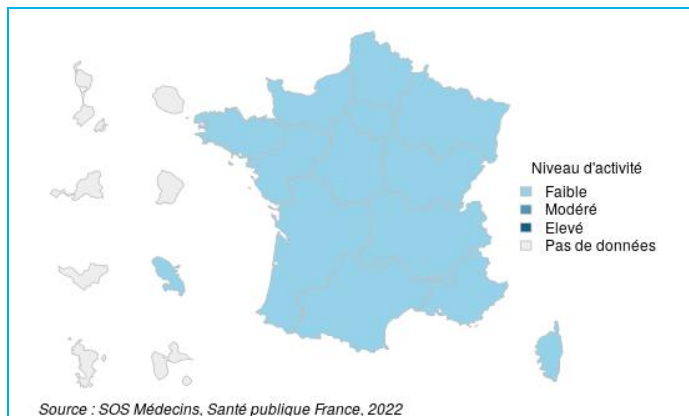 Niveau d'activité
Faible
Modéré
Elevé
Pas de données
Source : SOS Médecins, Santé publique France, 2022